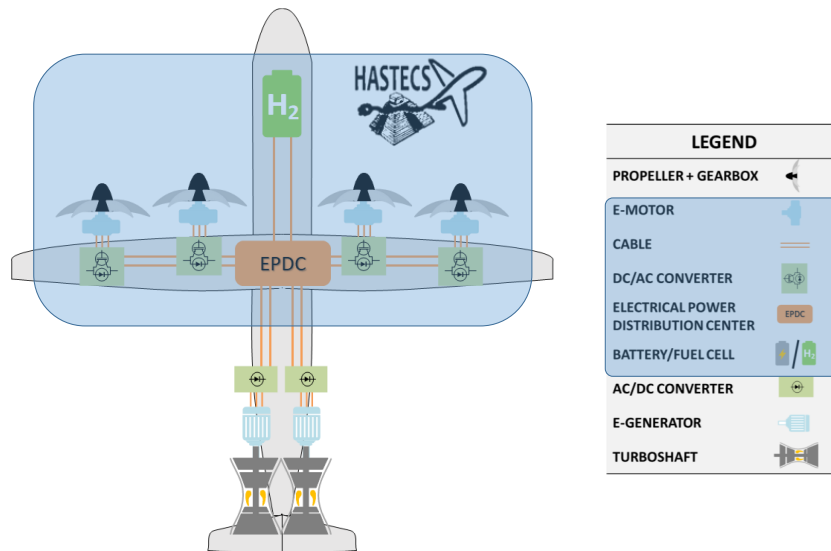 HASTECS
H₂
EPDC
LEGEND
PROPELLER + GEARBOX
E-MOTOR
CABLE
DC/AC CONVERTER
ELECTRICAL POWER
DISTRIBUTION CENTER
EPDC
BATTERY/FUEL CELL
/
H₂
AC/DC CONVERTER
E-GENERATOR
TURBOSHAFT